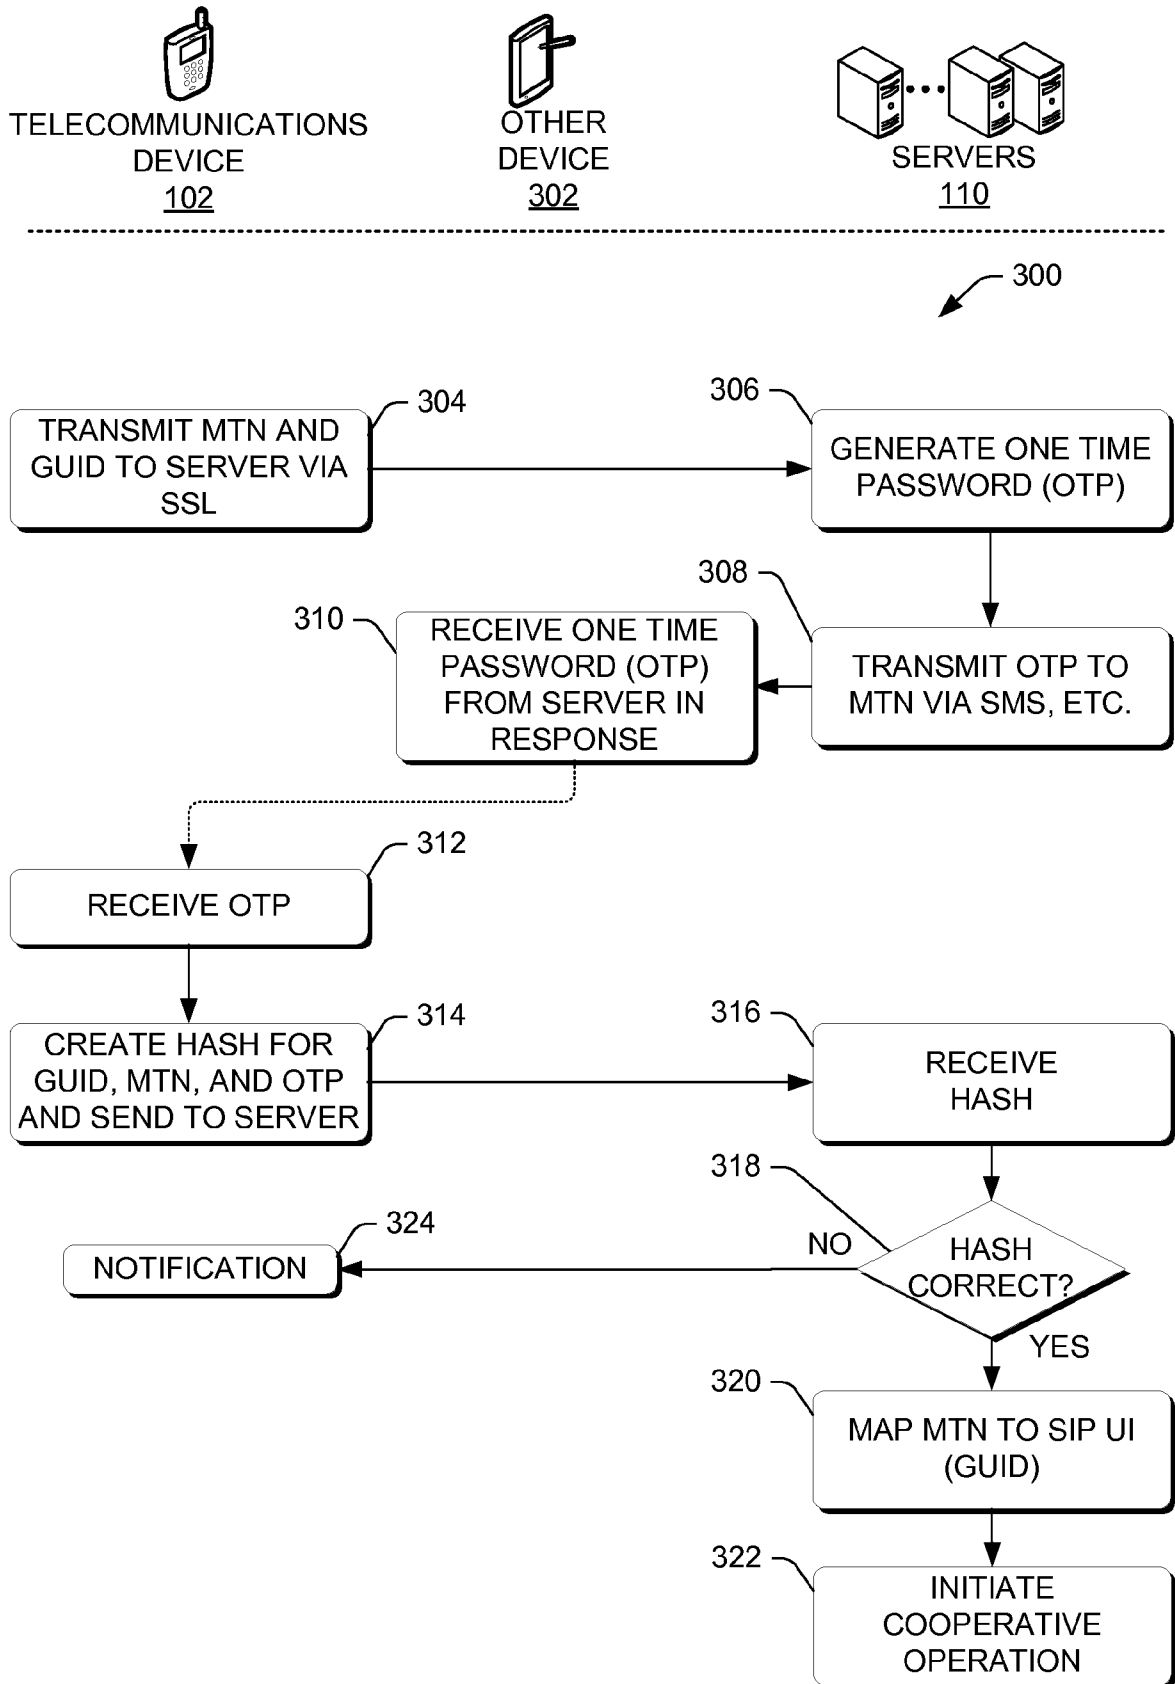 TELECOMMUNICATIONS
DEVICE
102
OTHER
DEVICE
302
SERVERS
110
300
304
TRANSMIT MTN AND
GUID TO SERVER VIA
SSL
306
GENERATE ONE TIME
PASSWORD (OTP)
308
TRANSMIT OTP TO
MTN VIA SMS, ETC.
310
RECEIVE ONE TIME
PASSWORD (OTP)
FROM SERVER IN
RESPONSE
312
RECEIVE OTP
314
CREATE HASH FOR
GUID, MTN, AND OTP
AND SEND TO SERVER
316
RECEIVE
HASH
318
HASH
CORRECT?
NO
324
NOTIFICATION
YES
320
MAP MTN TO SIP UI
(GUID)
322
INITIATE
COOPERATIVE
OPERATION